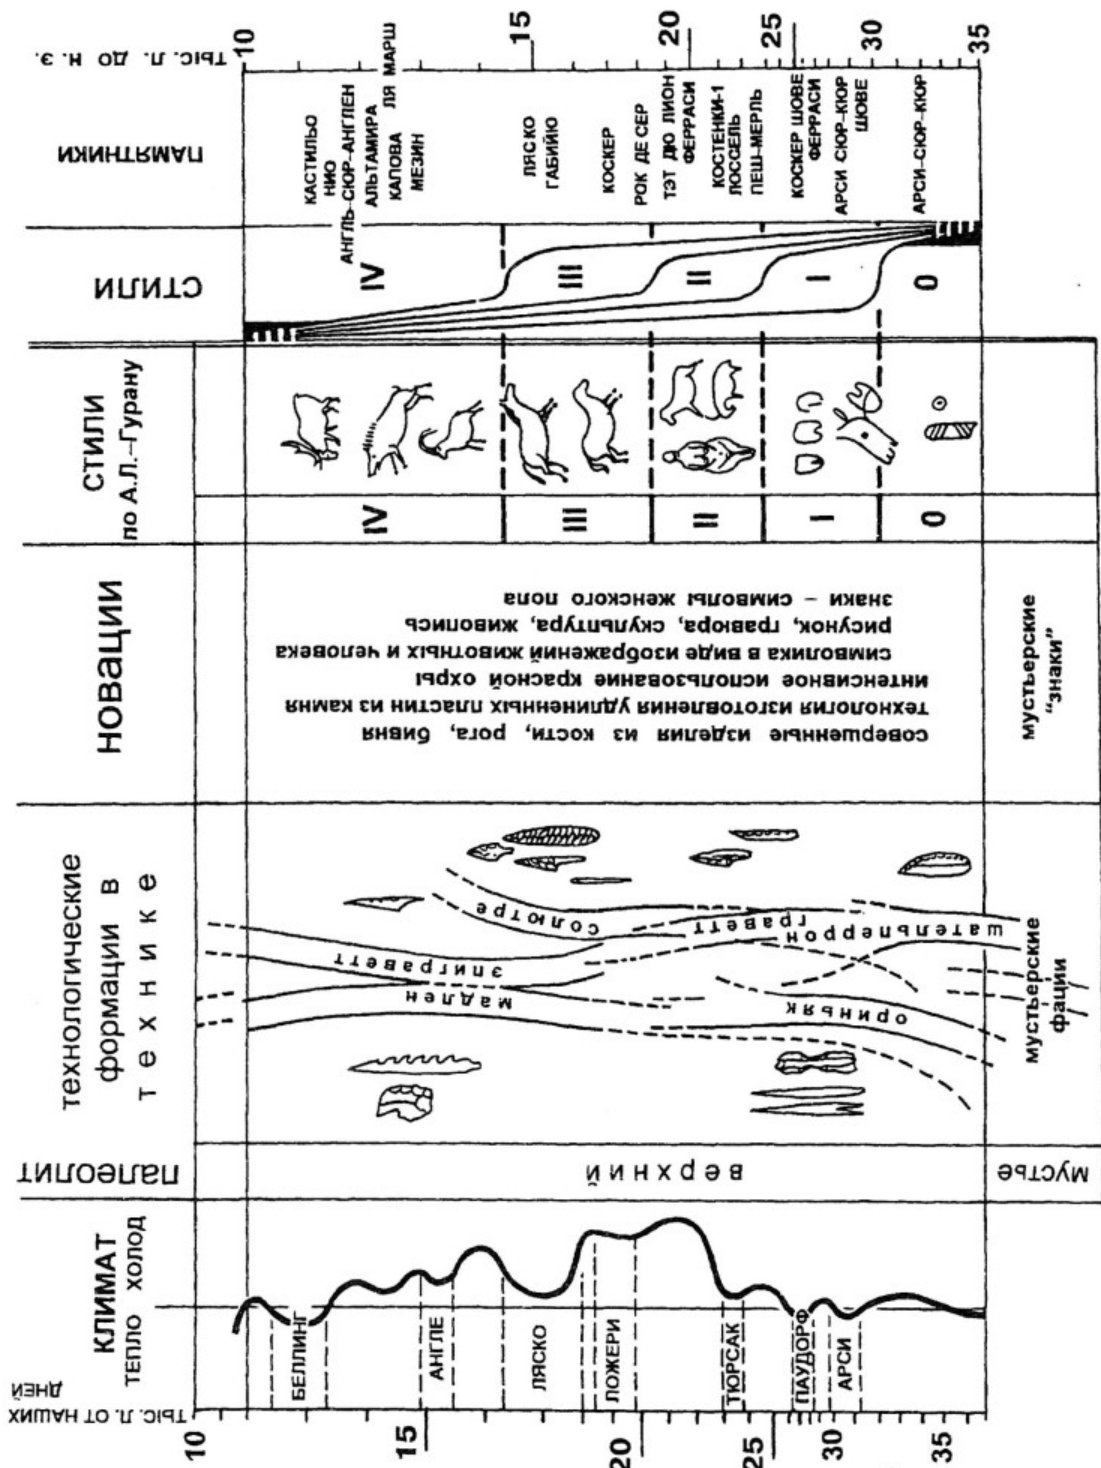 ТЫС. Л. ДО Н. Э.
10
15
20
25
30
35
ПАМЯТНИКИ
КАСТИЛЬО
НИО
АНГЛЬ-СЮР-АНГЛЕН
АЛЬТАМИРА
КАПОВА
МЕЗИН
ЛЯ МАРШ
ЛЯСКО
ГАБИЙЮ
КОСКЕР
РОК ДЕ СЕР
ТЭТ ДЮ ЛИОН
ФЕРРАСИ
КОСТЕНКИ-1
ЛОССЕЛЬ
ПЕШ-МЕРЛЬ
КОСКЕР ШОВЕ
ФЕРРАСИ
АРСИ СЮР-КЮР
ШОВЕ
АРСИ-СЮР-КЮР
СТИЛИ
IV
III
II
I
0
СТИЛИ
по А.Л.-Гурану
IV
III
II
I
0
НОВАЦИИ
совершенные изделия из кости, рога, бивня
технология изготовления удлиненных пластин из камня
интенсивное использование красной охры
символика в виде изображений животных и человека
рисунок, гравюра, скульптура, живопись
знаки – символы женского пола
мустьерские
"знаки"
технологические
формации в
технике
солютре
граветт
шательперрон
эпиграветт
мадлен
ориньяк
мустьерские
фации
ПАЛЕОЛИТ
верхний
мустье
КЛИМАТ
ТЕПЛО ХОЛОД
БЕЛЛИНГ
АНГЛЕ
ЛЯСКО
ЛОЖЕРИ
ТЮРСАК
ПАУДОРФ
АРСИ
ТЫС. Л. ОТ НАШИХ
ДНЕЙ
10
15
20
25
30
35